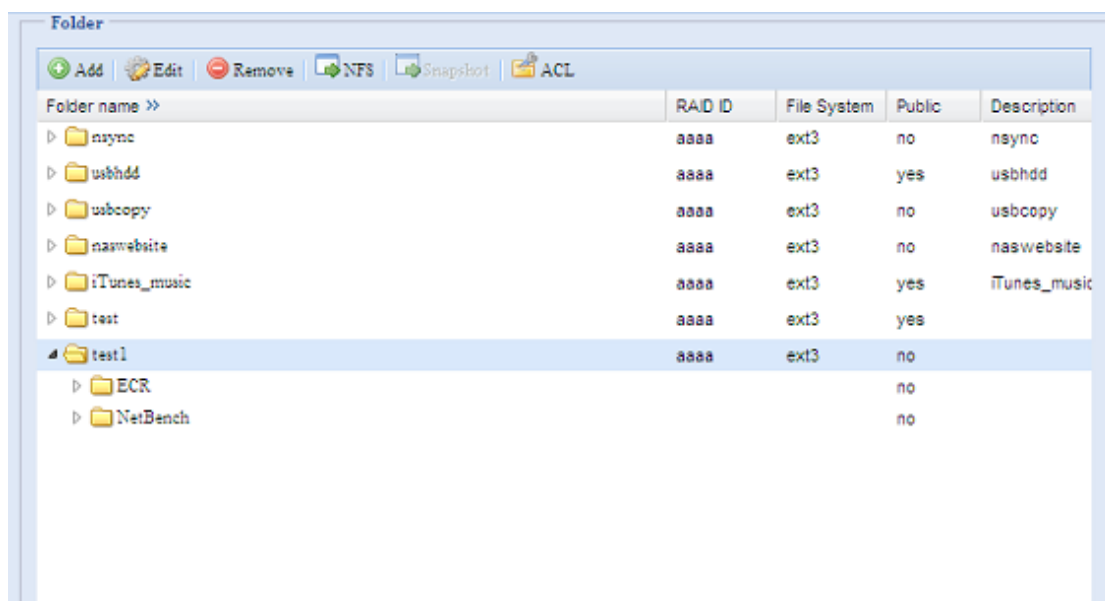 Folder
Add Edit Remove NFS Snapshot ACL
Folder name » RAID ID File System Public Description
nsync aaaa ext3 no nsync
usbhdd aaaa ext3 yes usbhdd
usbcopy aaaa ext3 no usbcopy
naswebsite aaaa ext3 no naswebsite
iTunes_music aaaa ext3 yes iTunes_music
test aaaa ext3 yes
test1 aaaa ext3 no
ECR no
NetBench no